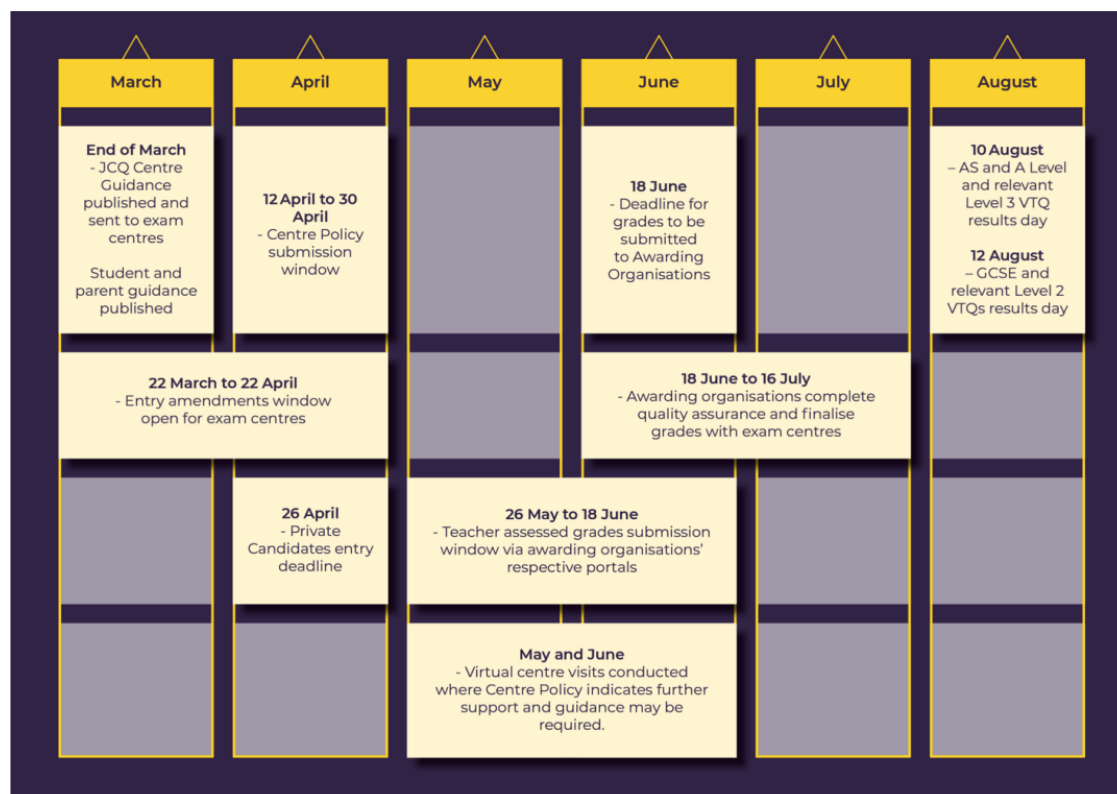 March
April
May
June
July
August
End of March
- JCQ Centre
Guidance
published and
sent to exam
centres
Student and
parent guidance
published
12 April to 30
April
- Centre Policy
submission
window
18 June
- Deadline for
grades to be
submitted
to Awarding
Organisations
10 August
– AS and A Level
and relevant
Level 3 VTQ
results day
12 August
– GCSE and
relevant Level 2
VTQs results day
22 March to 22 April
- Entry amendments window
open for exam centres
18 June to 16 July
- Awarding organisations complete
quality assurance and finalise
grades with exam centres
26 April
- Private
Candidates entry
deadline
26 May to 18 June
- Teacher assessed grades submission
window via awarding organisations’
respective portals
May and June
- Virtual centre visits conducted
where Centre Policy indicates further
support and guidance may be
required.